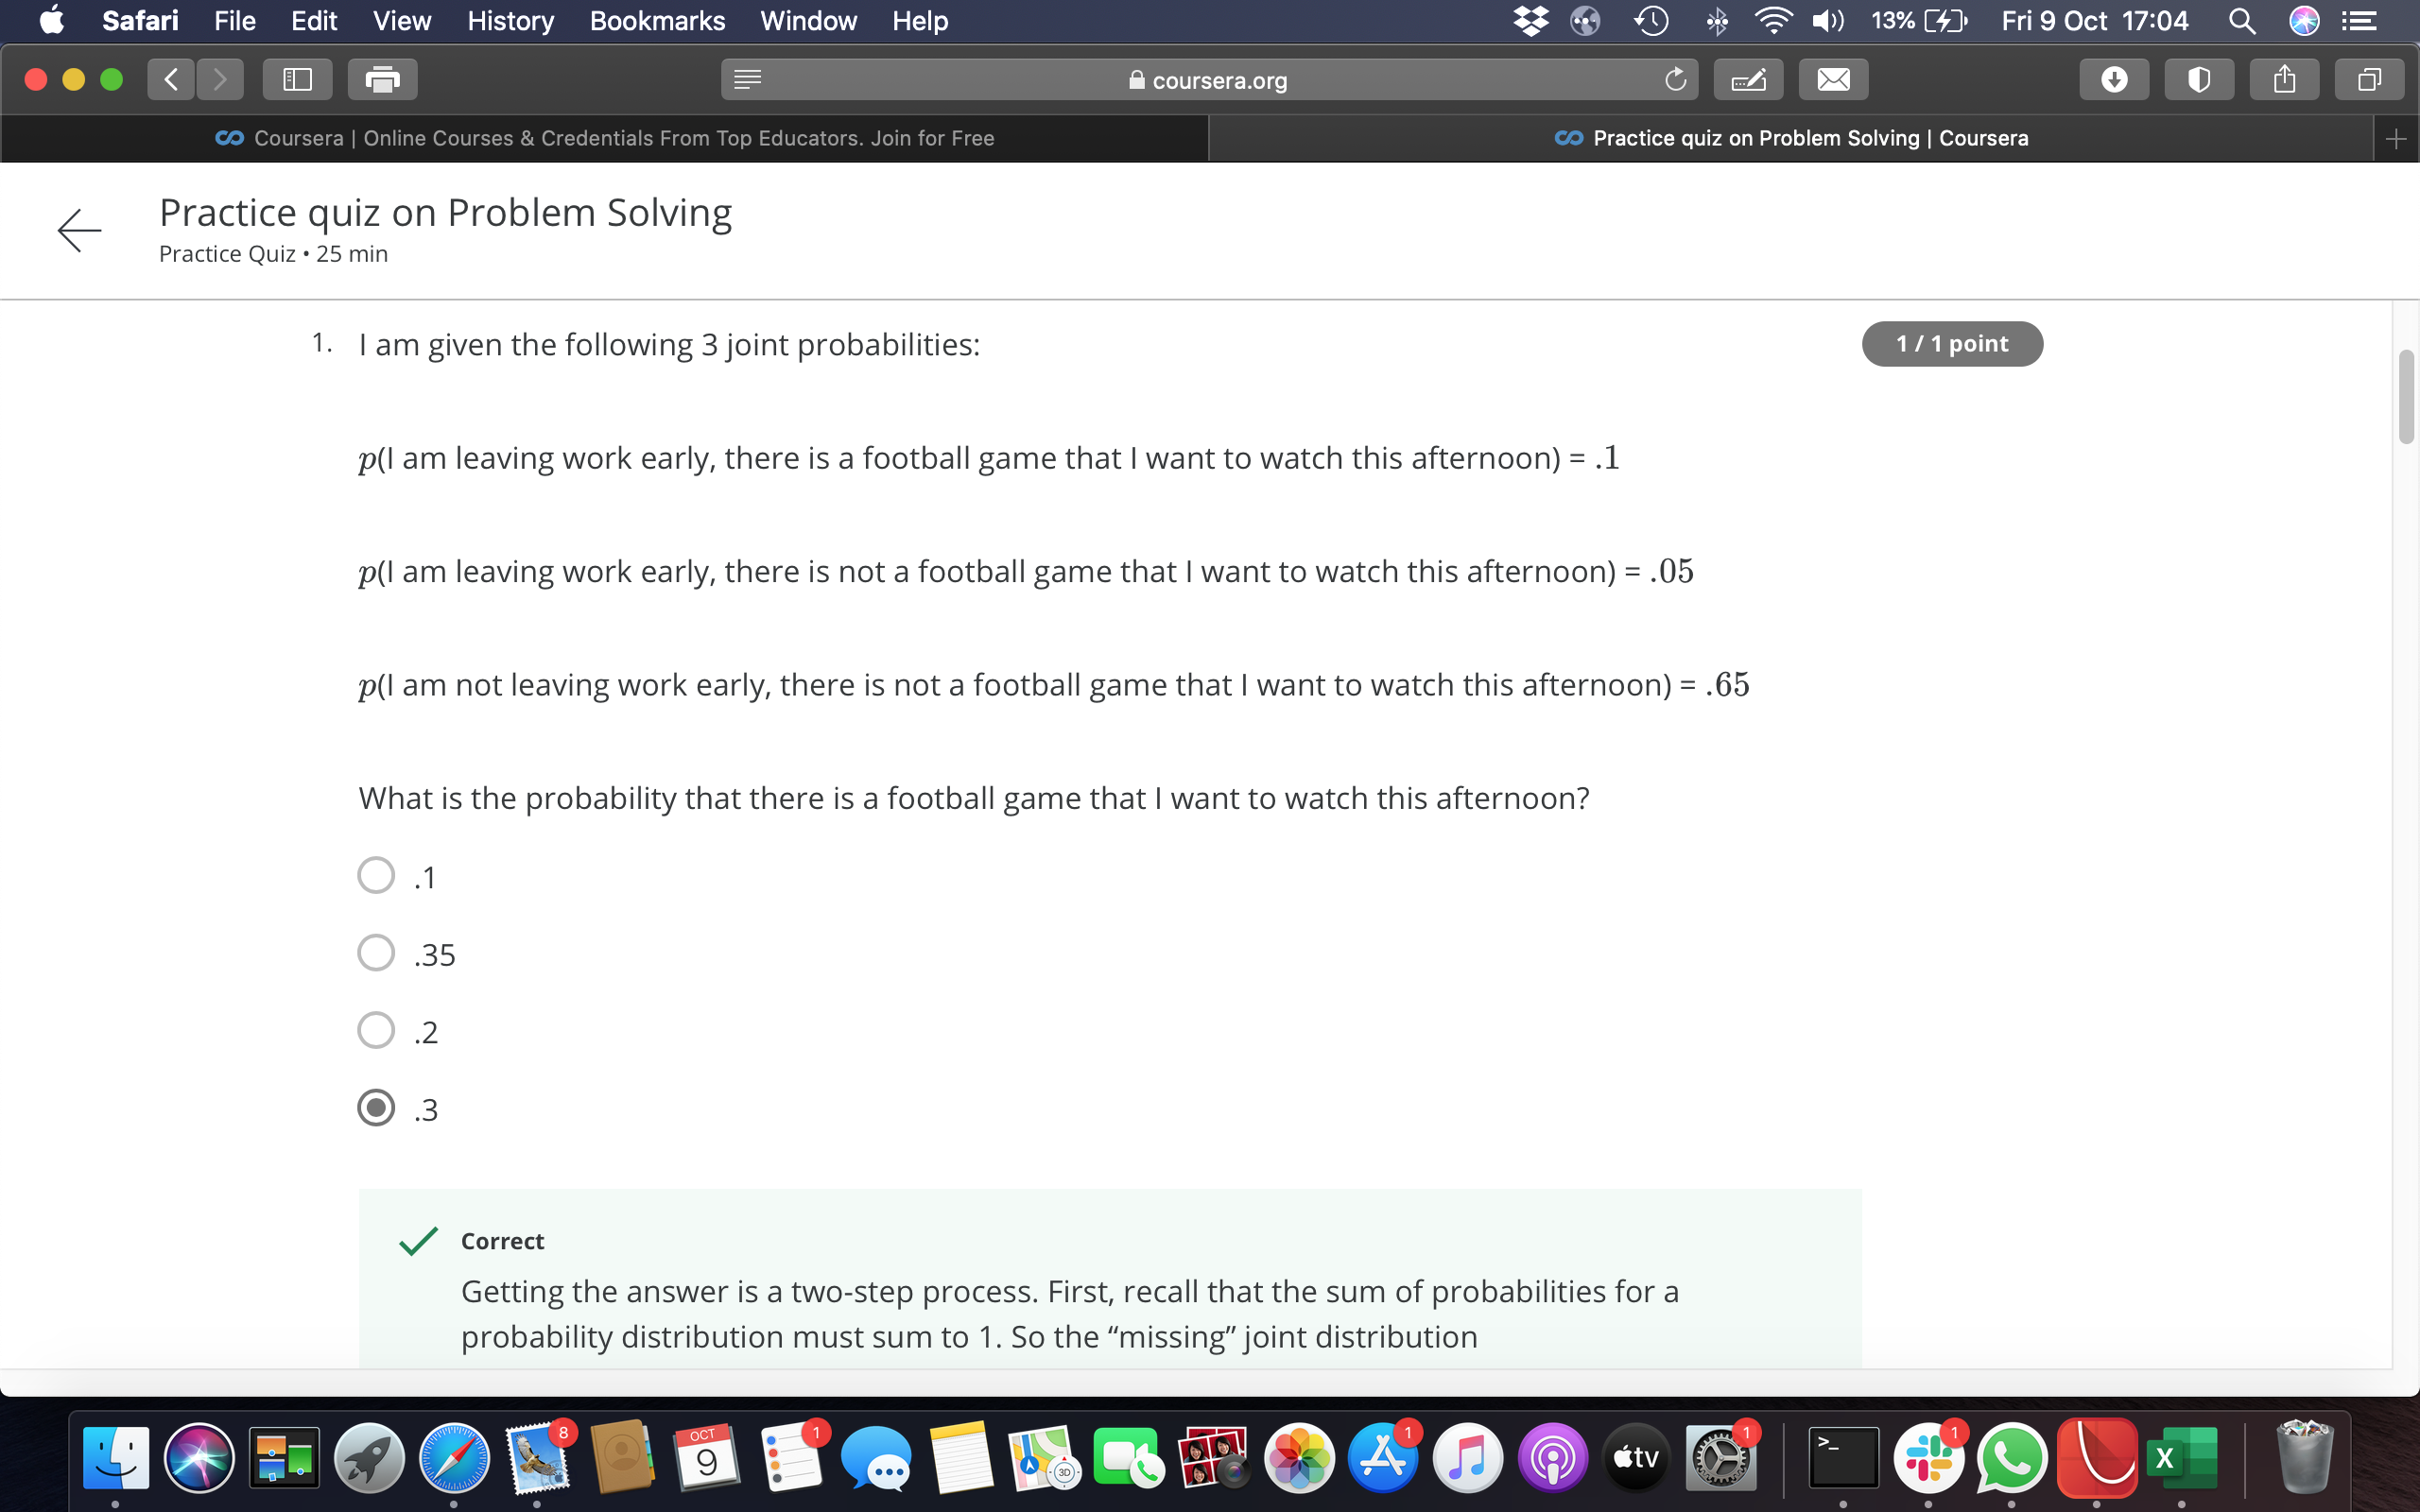 Safari File Edit View History Bookmarks Window Help 13% Fri 9 Oct 17:04
coursera.org
Coursera | Online Courses & Credentials From Top Educators. Join for Free Practice quiz on Problem Solving | Coursera
Practice quiz on Problem Solving
Practice Quiz • 25 min
1. I am given the following 3 joint probabilities: 1 / 1 point
p(I am leaving work early, there is a football game that I want to watch this afternoon) = .1
p(I am leaving work early, there is not a football game that I want to watch this afternoon) = .05
p(I am not leaving work early, there is not a football game that I want to watch this afternoon) = .65
What is the probability that there is a football game that I want to watch this afternoon?
.1
.35
.2
.3
Correct
Getting the answer is a two-step process. First, recall that the sum of probabilities for a
probability distribution must sum to 1. So the “missing” joint distribution
8 OCT 9 1 3D 1 tv 1 >_ 1 X